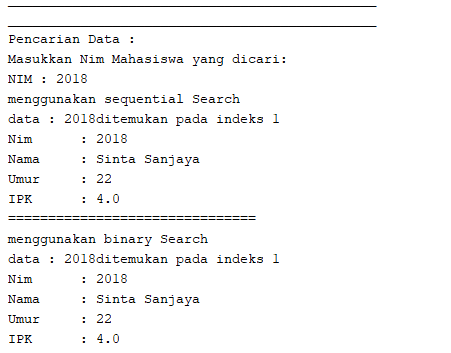 Pencarian Data :
Masukkan Nim Mahasiswa yang dicari:
NIM : 2018
menggunakan sequential Search
data : 2018ditemukan pada indeks 1
Nim      : 2018
Nama     : Sinta Sanjaya
Umur     : 22
IPK      : 4.0
===============================
menggunakan binary Search
data : 2018ditemukan pada indeks 1
Nim      : 2018
Nama     : Sinta Sanjaya
Umur     : 22
IPK      : 4.0